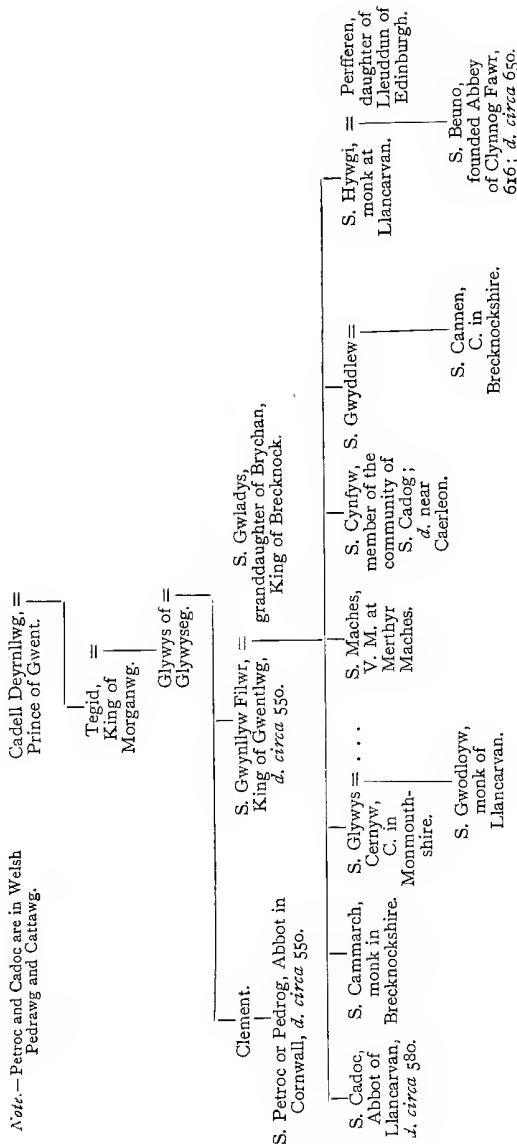 Note.—Petroc and Cadoc are in Welsh
Pedrawg and Cattawg.
Cadell Deyrnllwg, =
Prince of Gwent.
Tegid, =
King of
Morganwg.
Glywys of =
Glywyseg.
Clement.
S. Petroc or Pedrog, Abbot in
Cornwall, d. circa 550.
S. Gwynllyw Filwr, =
King of Gwentlwg,
d. circa 550.
S. Gwladys,
granddaughter of Brychan,
King of Brecknock.
S. Cadoc,
Abbot of
Llancarvan,
d. circa 580.
S. Cammarch,
monk in
Brecknockshire.
S. Glywys = . . .
Cernyw,
C. in
Monmouth-
shire.
S. Gwodloyw,
monk of
Llancarvan.
S. Maches,
V. M. at
Merthyr
Maches.
S. Cynfyw,
member of the
community of
S. Cadog;
d. near
Caerleon.
S. Gwyddlew =
S. Cannen,
C. in
Brecknockshire.
S. Hywgi, =
monk at
Llancarvan.
Perfferen,
daughter of
Lleuddun of
Edinburgh.
S. Beuno,
founded Abbey
of Clynnog Fawr,
616; d. circa 650.